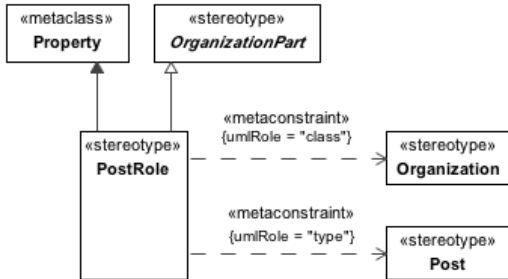 «metaclass»
Property
«stereotype»
OrganizationPart
«metaconstraint»
{umlRole = "class"}
«stereotype»
PostRole
«stereotype»
Organization
«metaconstraint»
{umlRole = "type"}
«stereotype»
Post